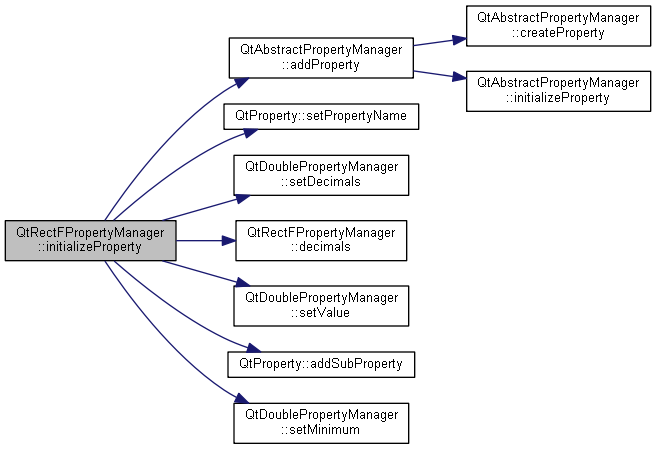 QtRectFPropertyManager
::initializeProperty
QtAbstractPropertyManager
::addProperty
QtAbstractPropertyManager
::createProperty
QtAbstractPropertyManager
::initializeProperty
QtProperty::setPropertyName
QtDoublePropertyManager
::setDecimals
QtRectFPropertyManager
::decimals
QtDoublePropertyManager
::setValue
QtProperty::addSubProperty
QtDoublePropertyManager
::setMinimum